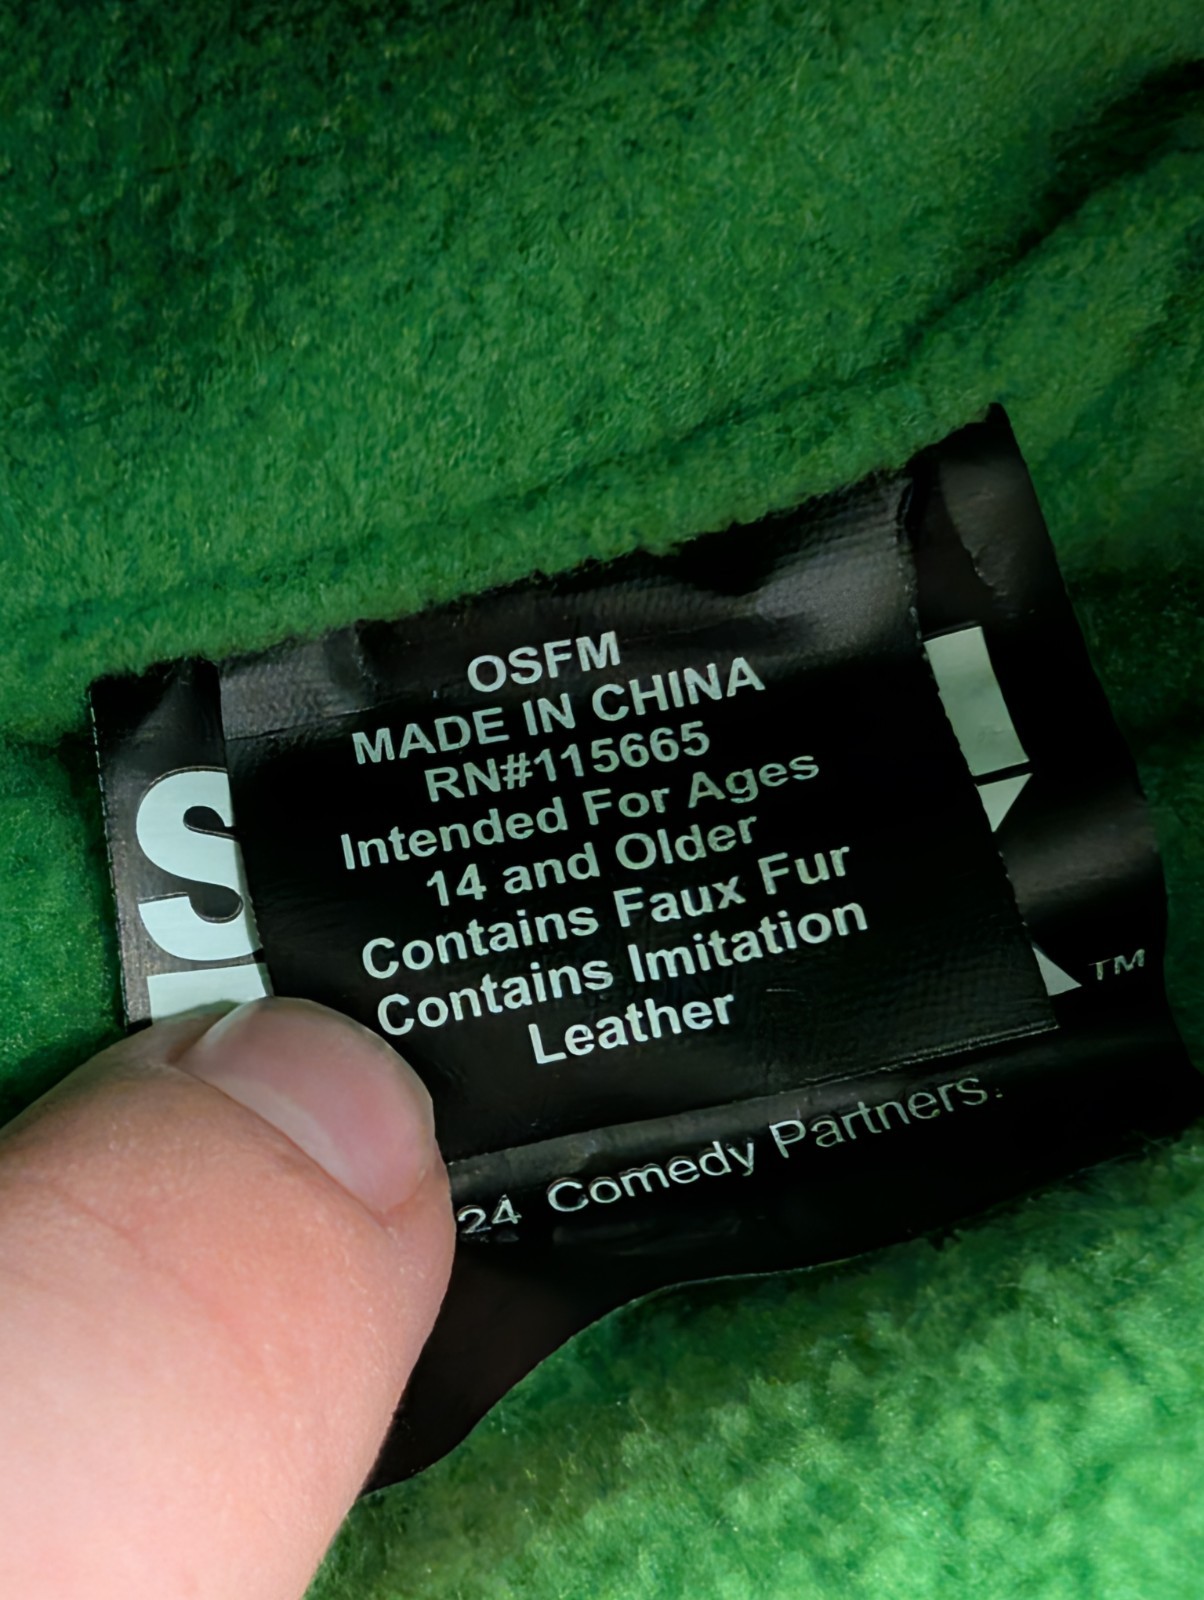 OSFM
MADE IN CHINA
RN#115665
Intended For Ages
14 and Older
Contains Faux Fur
Contains Imitation
Leather
S
TM
24 Comedy Partners.